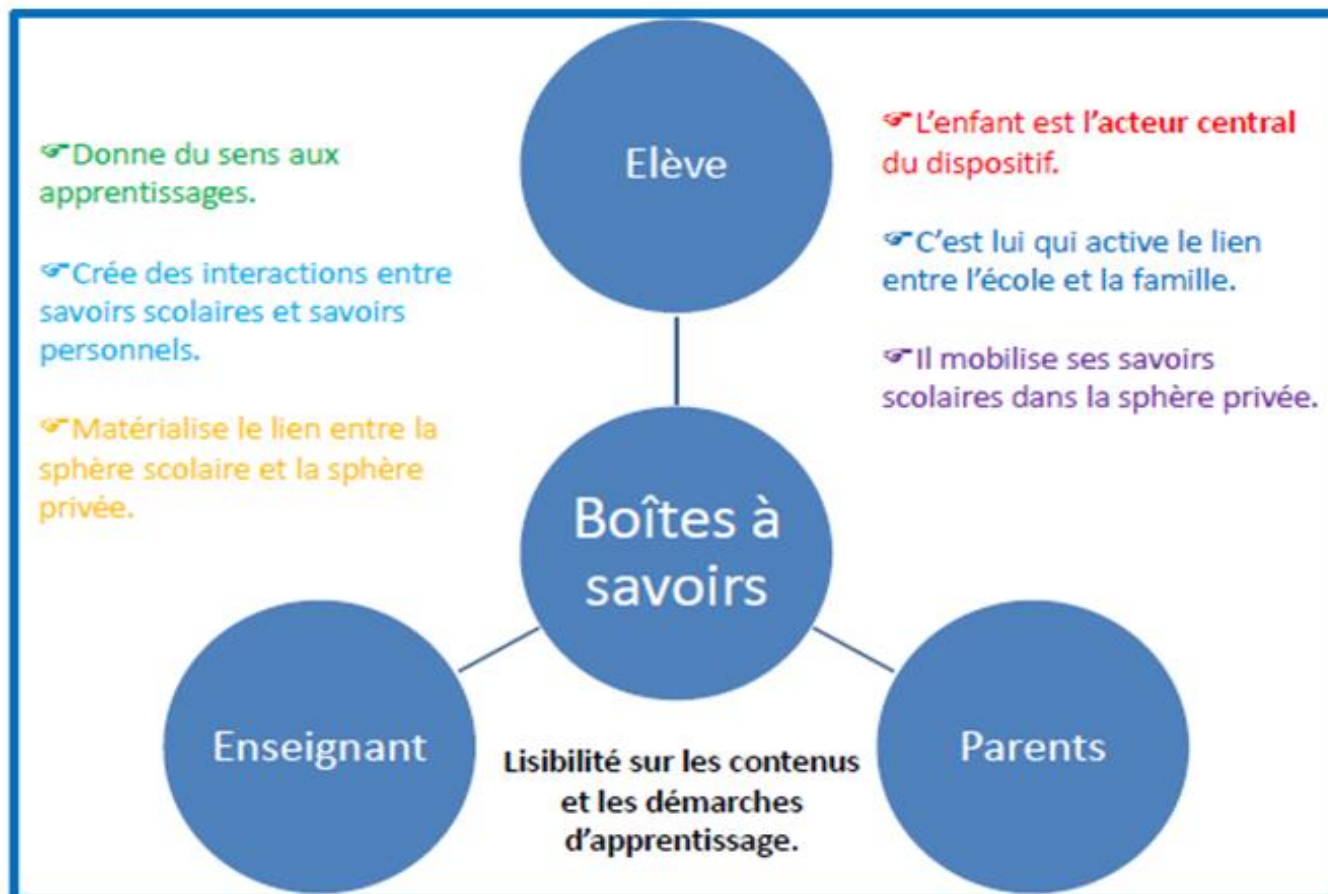 Elève
☞Donne du sens aux
apprentissages.
☞Crée des interactions entre
savoirs scolaires et savoirs
personnels.
☞Matérialise le lien entre la
sphère scolaire et la sphère
privée.
☞L'enfant est l'acteur central
du dispositif.
☞C'est lui qui active le lien
entre l'école et la famille.
☞Il mobilise ses savoirs
scolaires dans la sphère privée.
Boîtes à
savoirs
Enseignant
Lisibilité sur les contenus
et les démarches
d'apprentissage.
Parents